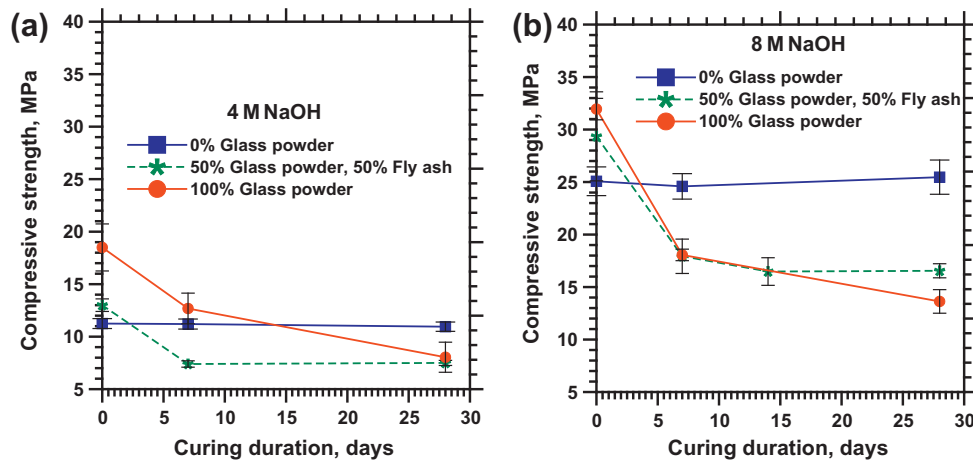 (a)
40
35
30
25
20
15
10
5
Compressive strength, MPa
4 M NaOH
0% Glass powder
50% Glass powder, 50% Fly ash
100% Glass powder
0 5 10 15 20 25 30
Curing duration, days
(b)
40
35
30
25
20
15
10
5
Compressive strength, MPa
8 M NaOH
0% Glass powder
50% Glass powder, 50% Fly ash
100% Glass powder
0 5 10 15 20 25 30
Curing duration, days